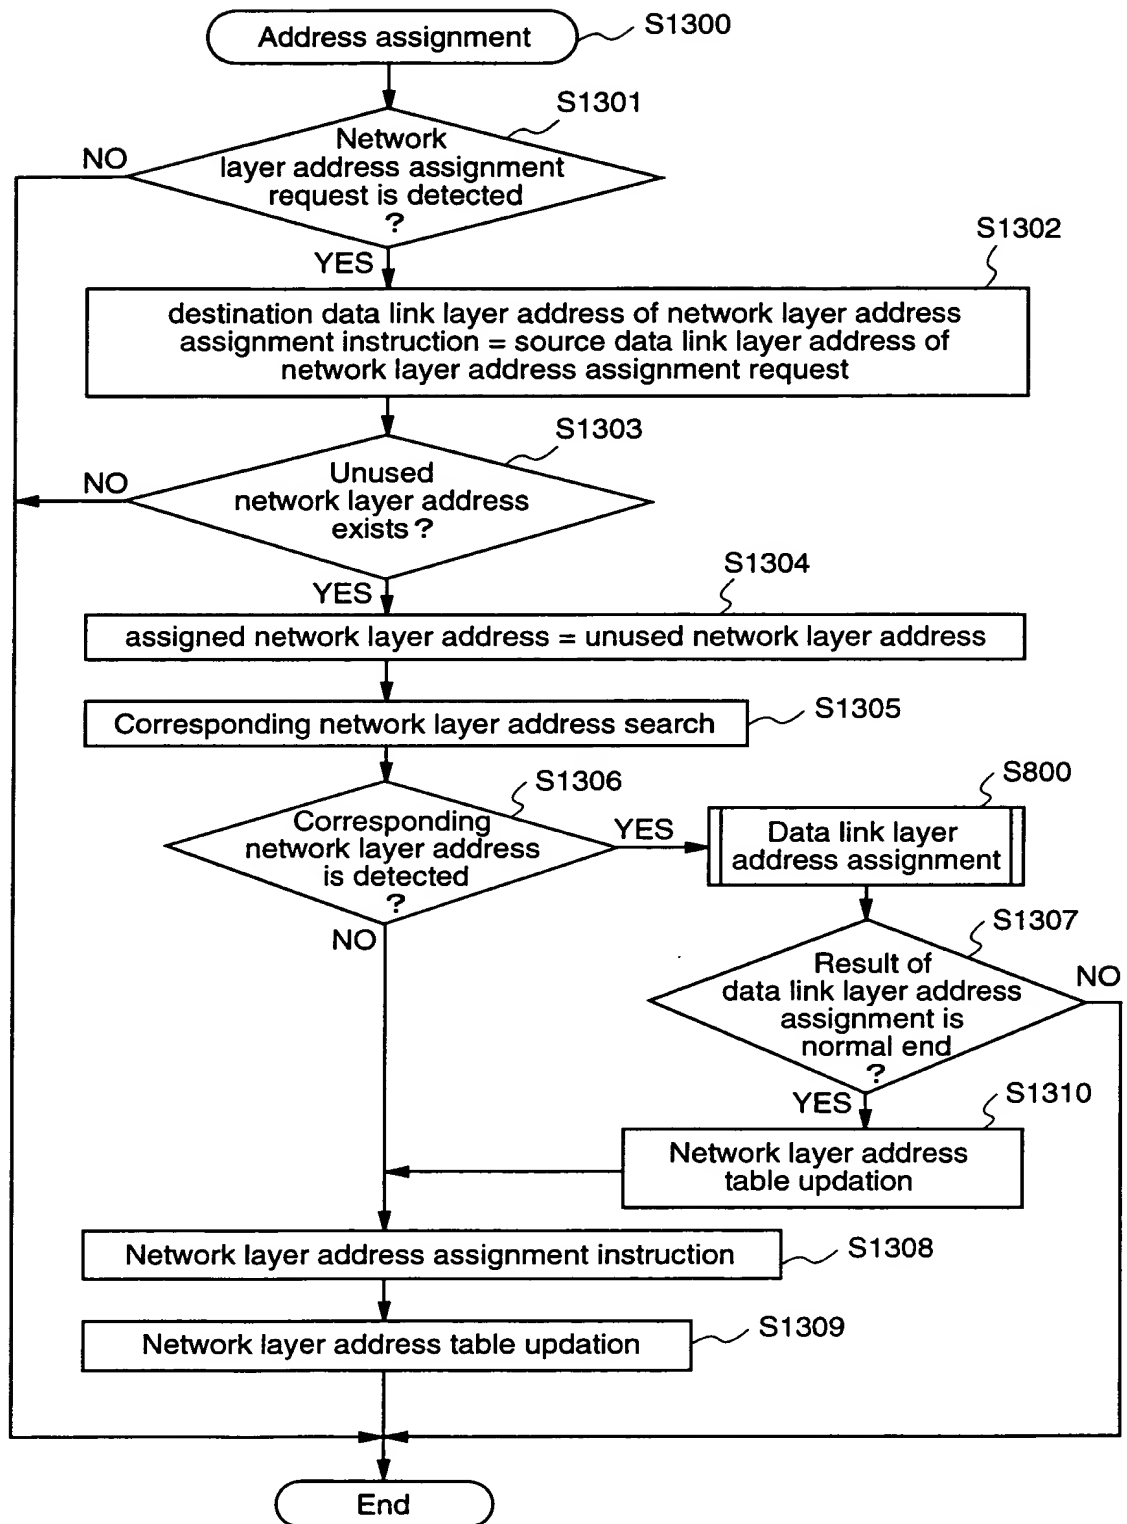 Address assignment
S1300
S1301
Network
layer address assignment
request is detected
?
NO
YES
S1302
destination data link layer address of network layer address
assignment instruction = source data link layer address of
network layer address assignment request
S1303
Unused
network layer address
exists ?
NO
YES
S1304
assigned network layer address = unused network layer address
Corresponding network layer address search
S1305
S1306
Corresponding
network layer address
is detected
?
YES
NO
S800
Data link layer
address assignment
S1307
Result of
data link layer address
assignment is
normal end
?
NO
YES
S1310
Network layer address
table updation
Network layer address assignment instruction
S1308
Network layer address table updation
S1309
End